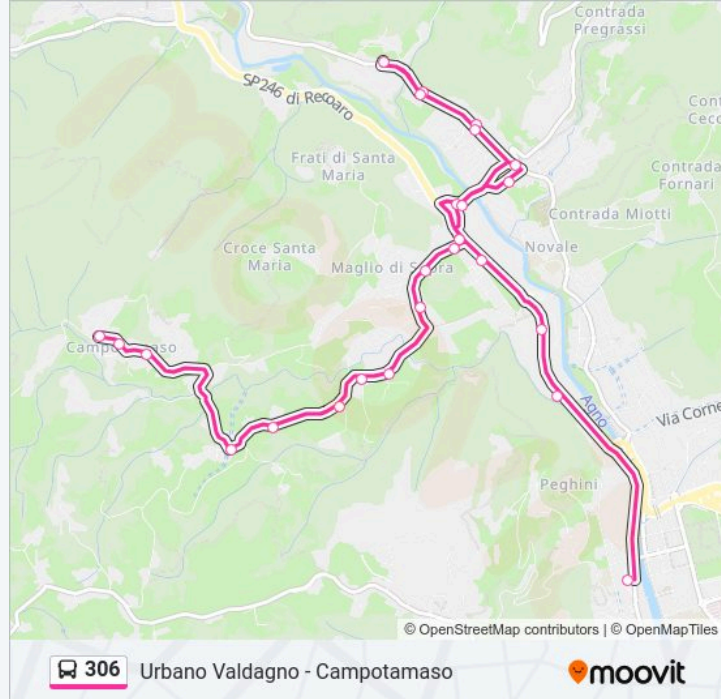 Contrada
Pregrassi
SP246 di Recoaro
Cont
Cecc
Frati di Santa
Maria
Contrada
Fornari
Contrada Miotti
Croce Santa
Maria
Maglio di Sopra
Novale
Campotamaso
Agno
Via Corne
Peghini
© OpenStreetMap contributors | © OpenMapTiles
306 Urbano Valdagno - Campotamaso
moovit